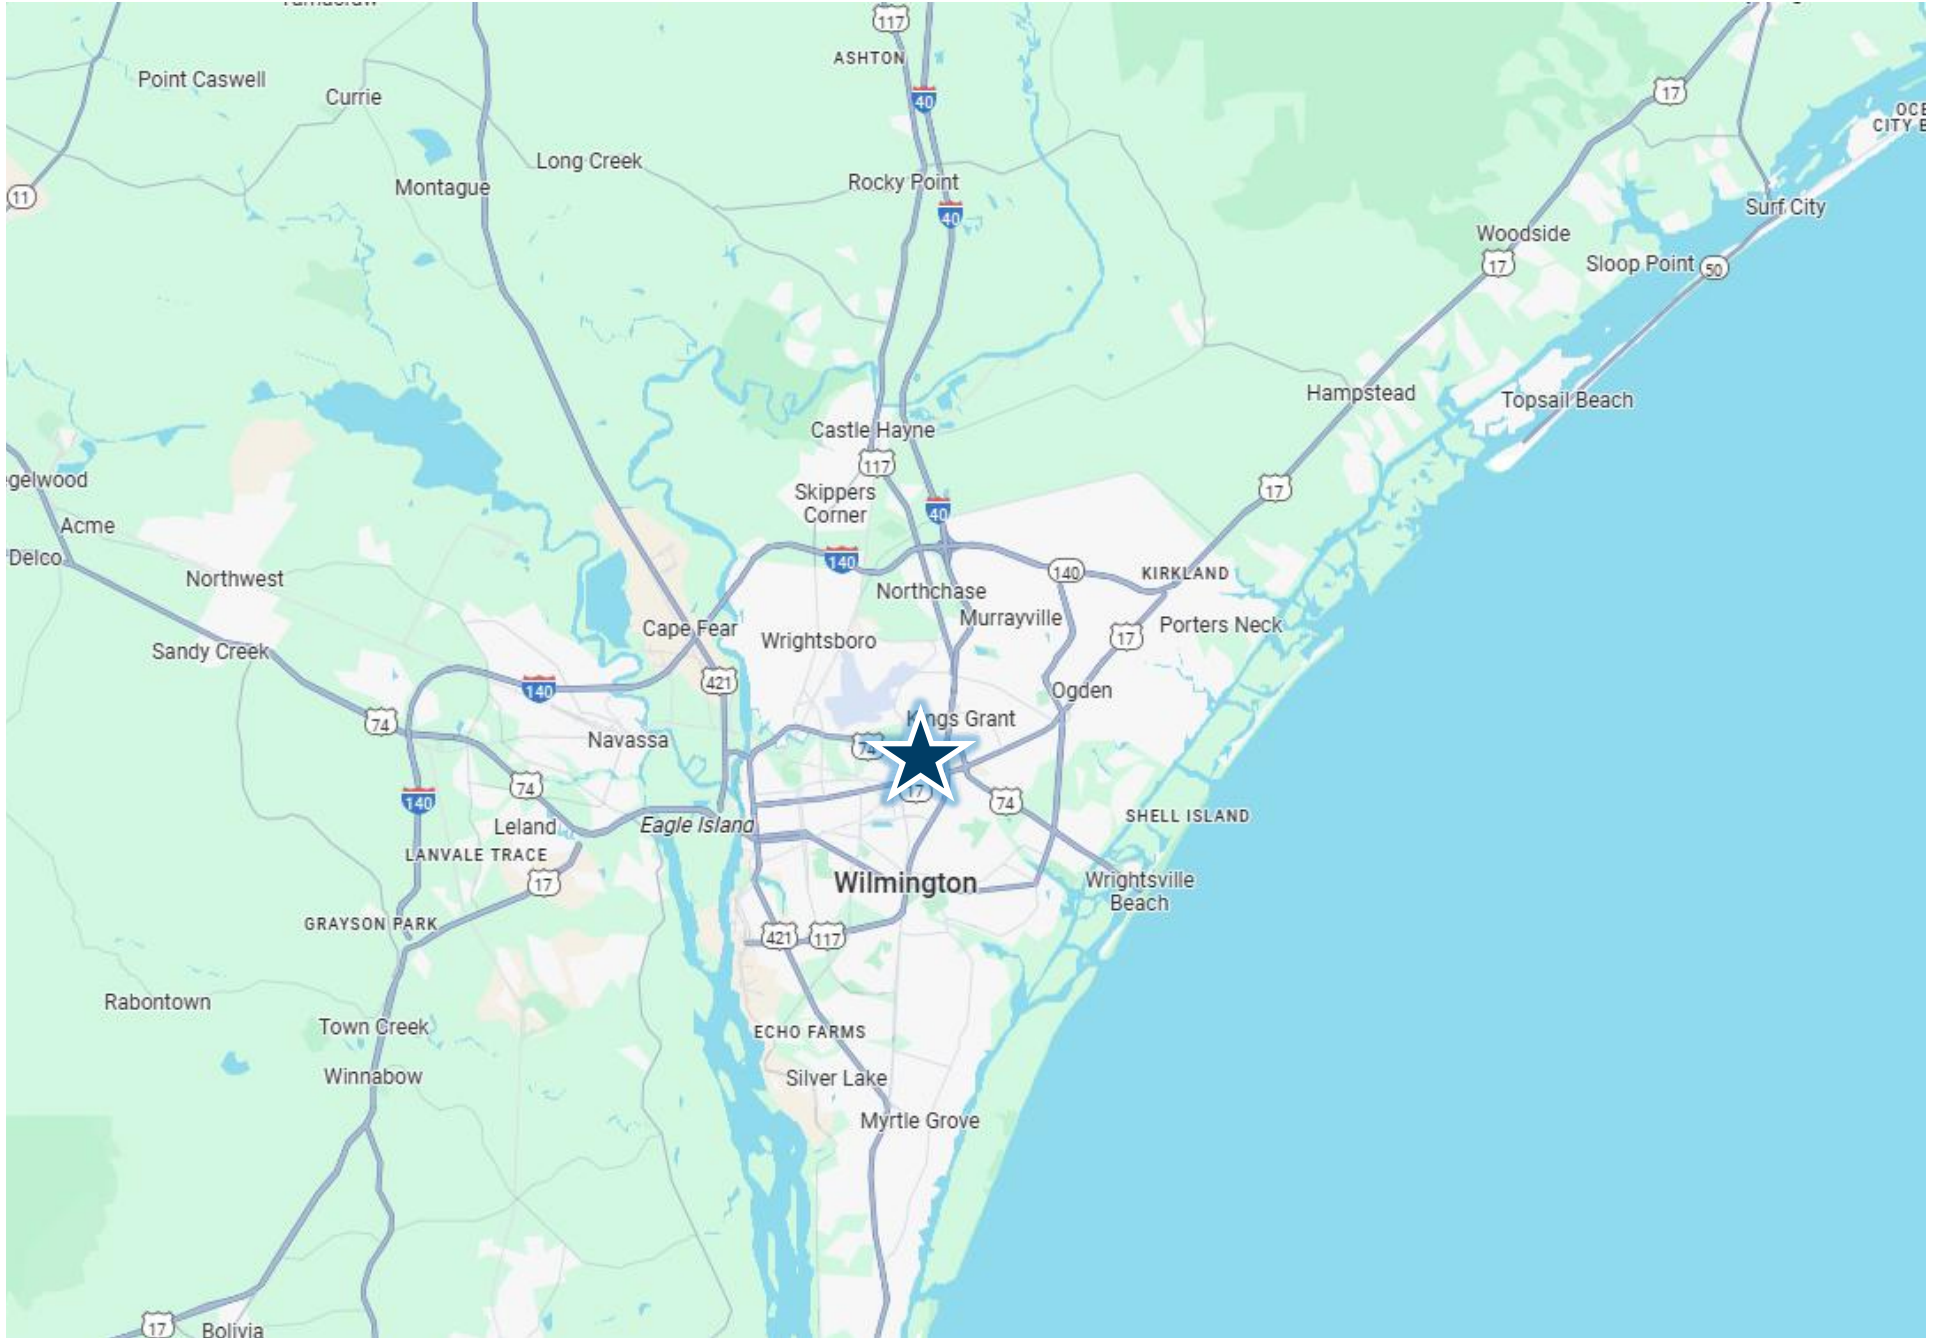 117
ASHTON
Point Caswell
Currie
40
17
OCE
CITY B
Long Creek
Rocky Point
Montague
11
40
Surf City
Woodside
17
Sloop Point
50
Hampstead
Topsail Beach
Castle Hayne
117
gelwood
Skippers
Corner
17
40
Acme
Delco
140
140
KIRKLAND
Northwest
Northchase
Murrayville
Cape Fear
Wrightsboro
17
Porters Neck
Sandy Creek
421
140
Ogden
74
Kings Grant
Navassa
74
74
140
17
74
Leland
Eagle Island
SHELL ISLAND
LANVALE TRACE
17
Wilmington
Wrightsville
Beach
GRAYSON PARK
421
117
Rabontown
Town Creek
ECHO FARMS
Winnabow
Silver Lake
Myrtle Grove
17
Bolivia